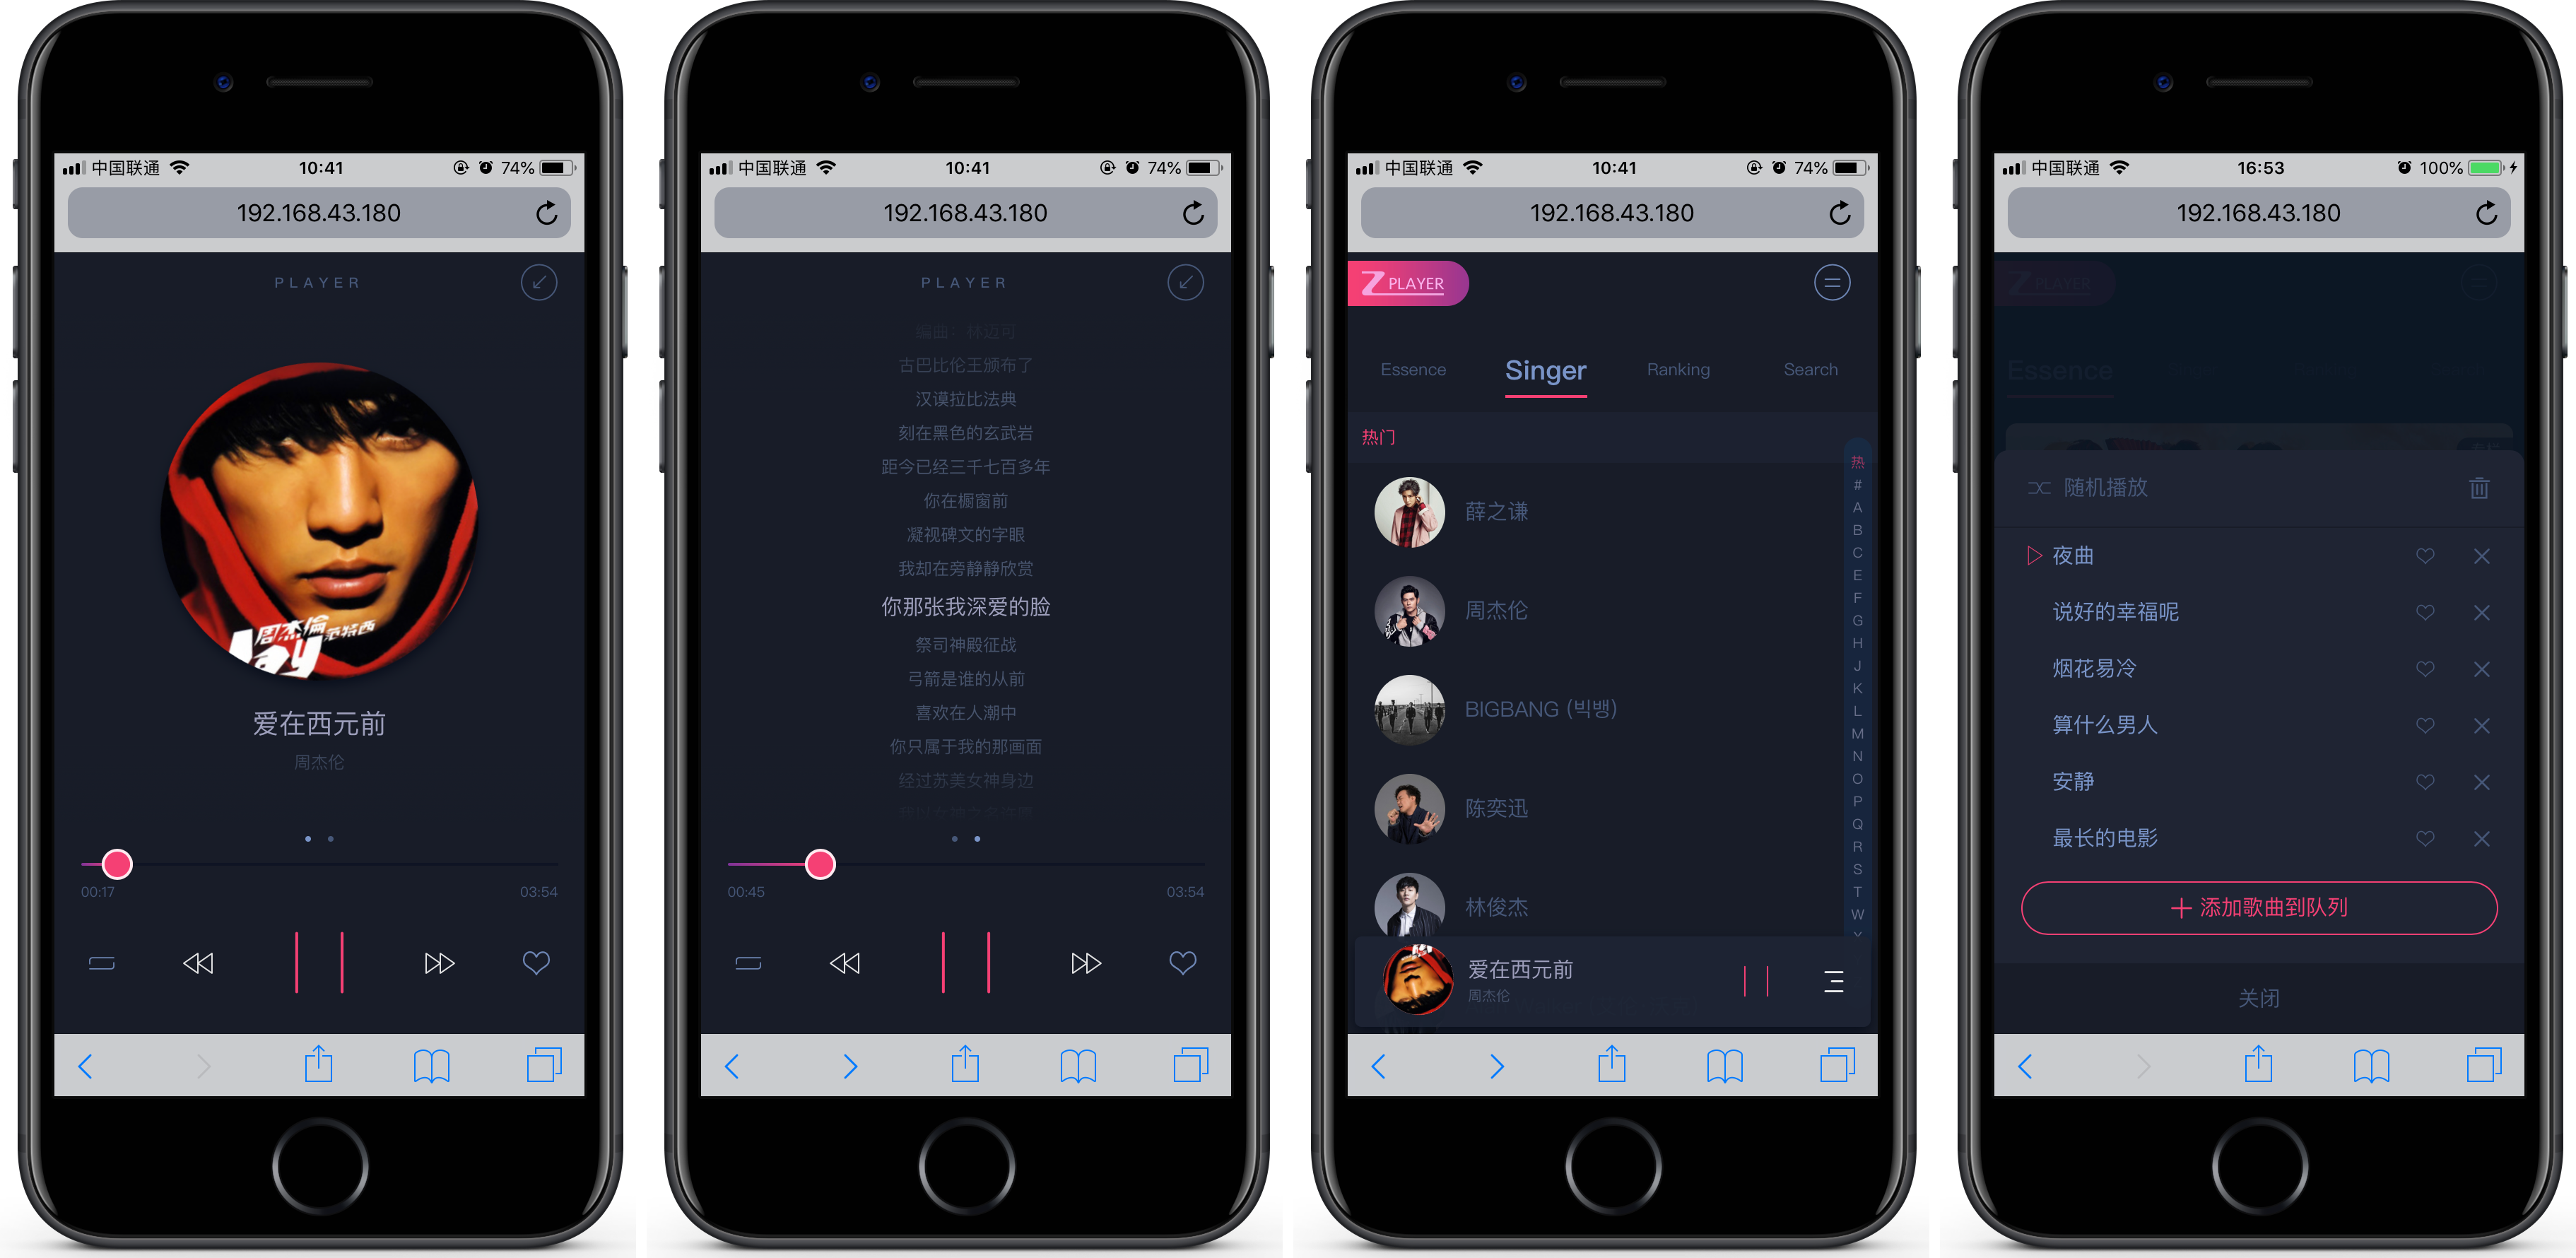 中国联通 10:41 74%
192.168.43.180
PLAYER
周杰倫 范特西
Jay
爱在西元前
周杰伦
00:17 03:54
中国联通 10:41 74%
192.168.43.180
PLAYER
编曲：林迈可
古巴比伦王颁布了
汉谟拉比法典
刻在黑色的玄武岩
距今已经三千七百多年
你在橱窗前
凝视碑文的字眼
我却在旁静静欣赏
你那张我深爱的脸
祭司神殿征战
弓箭是谁的从前
喜欢在人潮中
你只属于我的那画面
经过苏美女神身边
我以女神之名许愿
00:45 03:54
中国联通 10:41 74%
192.168.43.180
Z PLAYER
Essence Singer Ranking Search
热门
薛之谦
周杰伦
BIGBANG (빅뱅)
陈奕迅
林俊杰
热
#
A
B
C
E
F
G
H
J
K
L
M
N
O
P
Q
R
S
T
W
爱在西元前
周杰伦
中国联通 16:53 100%
192.168.43.180
Z PLAYER
Essence
随机播放
夜曲
说好的幸福呢
烟花易冷
算什么男人
安静
最长的电影
添加歌曲到队列
关闭